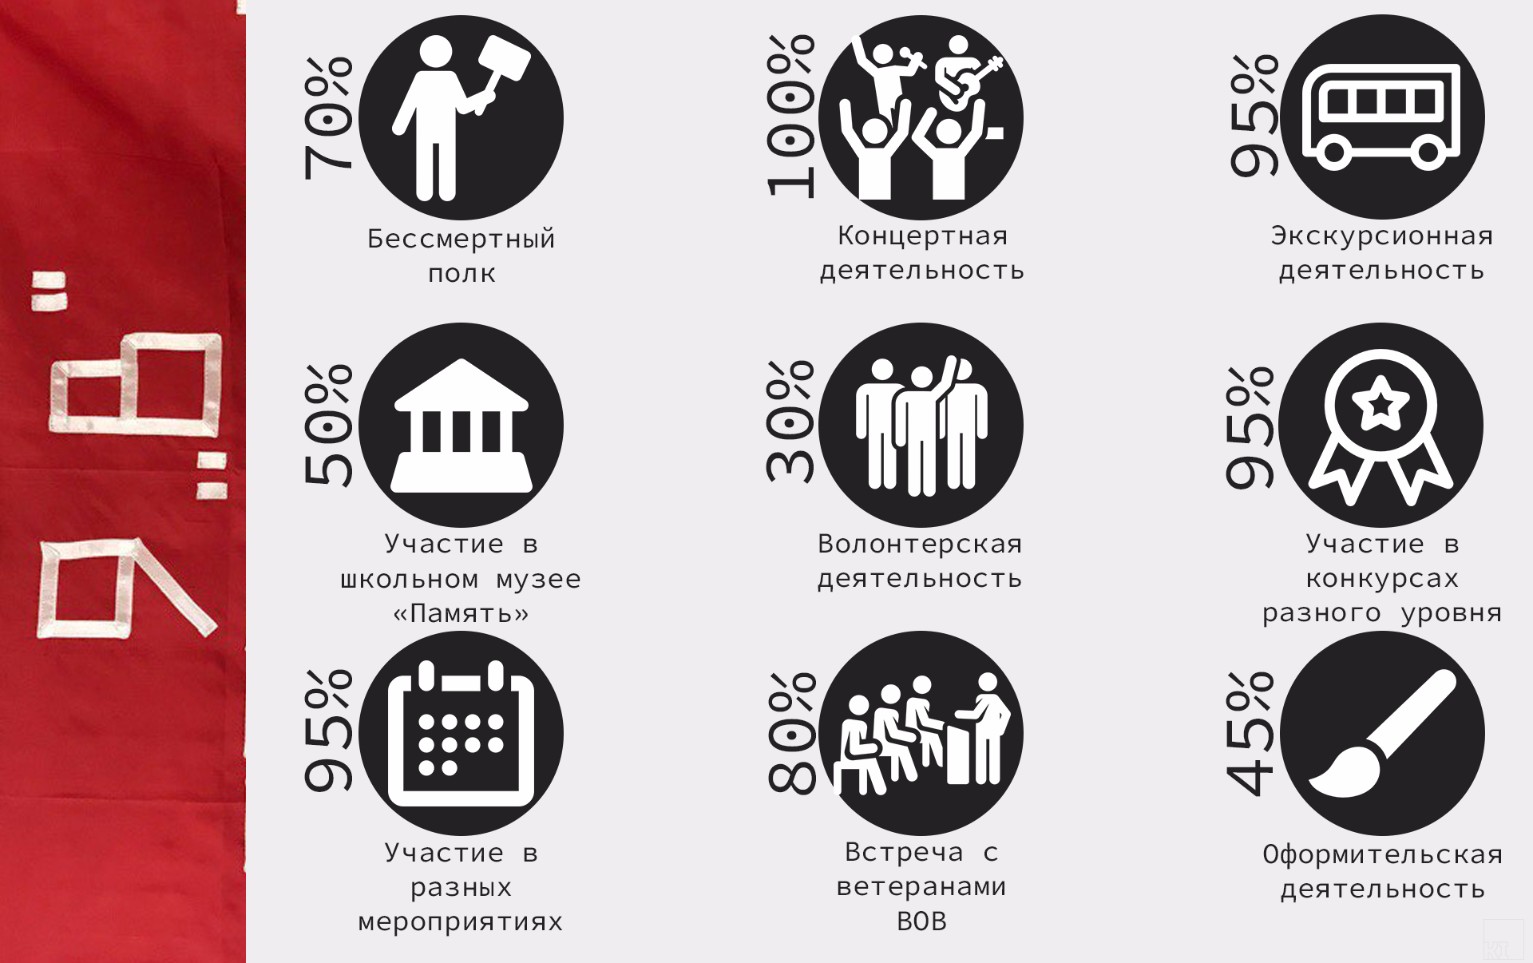 70%
Бессмертный
полк
100%
Концертная
деятельность
95%
Экскурсионная
деятельность
50%
Участие в
школьном музее
«Память»
30%
Волонтерская
деятельность
95%
Участие в
конкурсах
разного уровня
95%
Участие в
разных
мероприятиях
80%
Встреча с
ветеранами
ВОВ
45%
Оформительская
деятельность